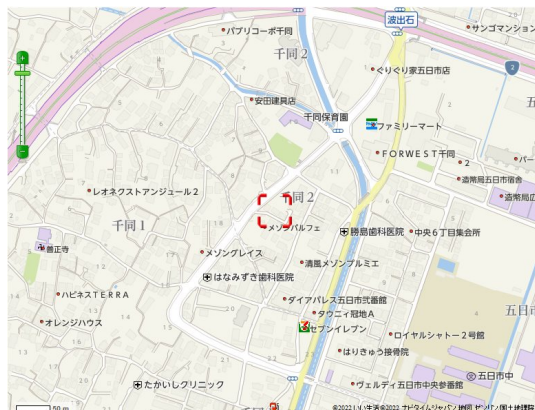 波出石
パブリコーポ千同
サンゴマンション
千同2
ぐりぐり家五日市店
2
安田建具店
千同保育園
ファミリーマート
FORWEST千同
2
パー
造幣局五日市宿舎
造幣局広
レオネクストアンジュール2
千同2
千同1
メゾンパルフェ
勝島歯科医院
中央6丁目集会所
善正寺
メゾングレイス
清風メゾンプルミエ
はなみずき歯科医院
ハピネスTERRA
ダイアパレス五日市弐番館
タウニィ冠地A
オレンジハウス
セブンイレブン
ロイヤルシャトー2号館
はりきゅう接骨院
五日市中
たかいしクリニック
ヴェルディ五日市中央参番館
50 m